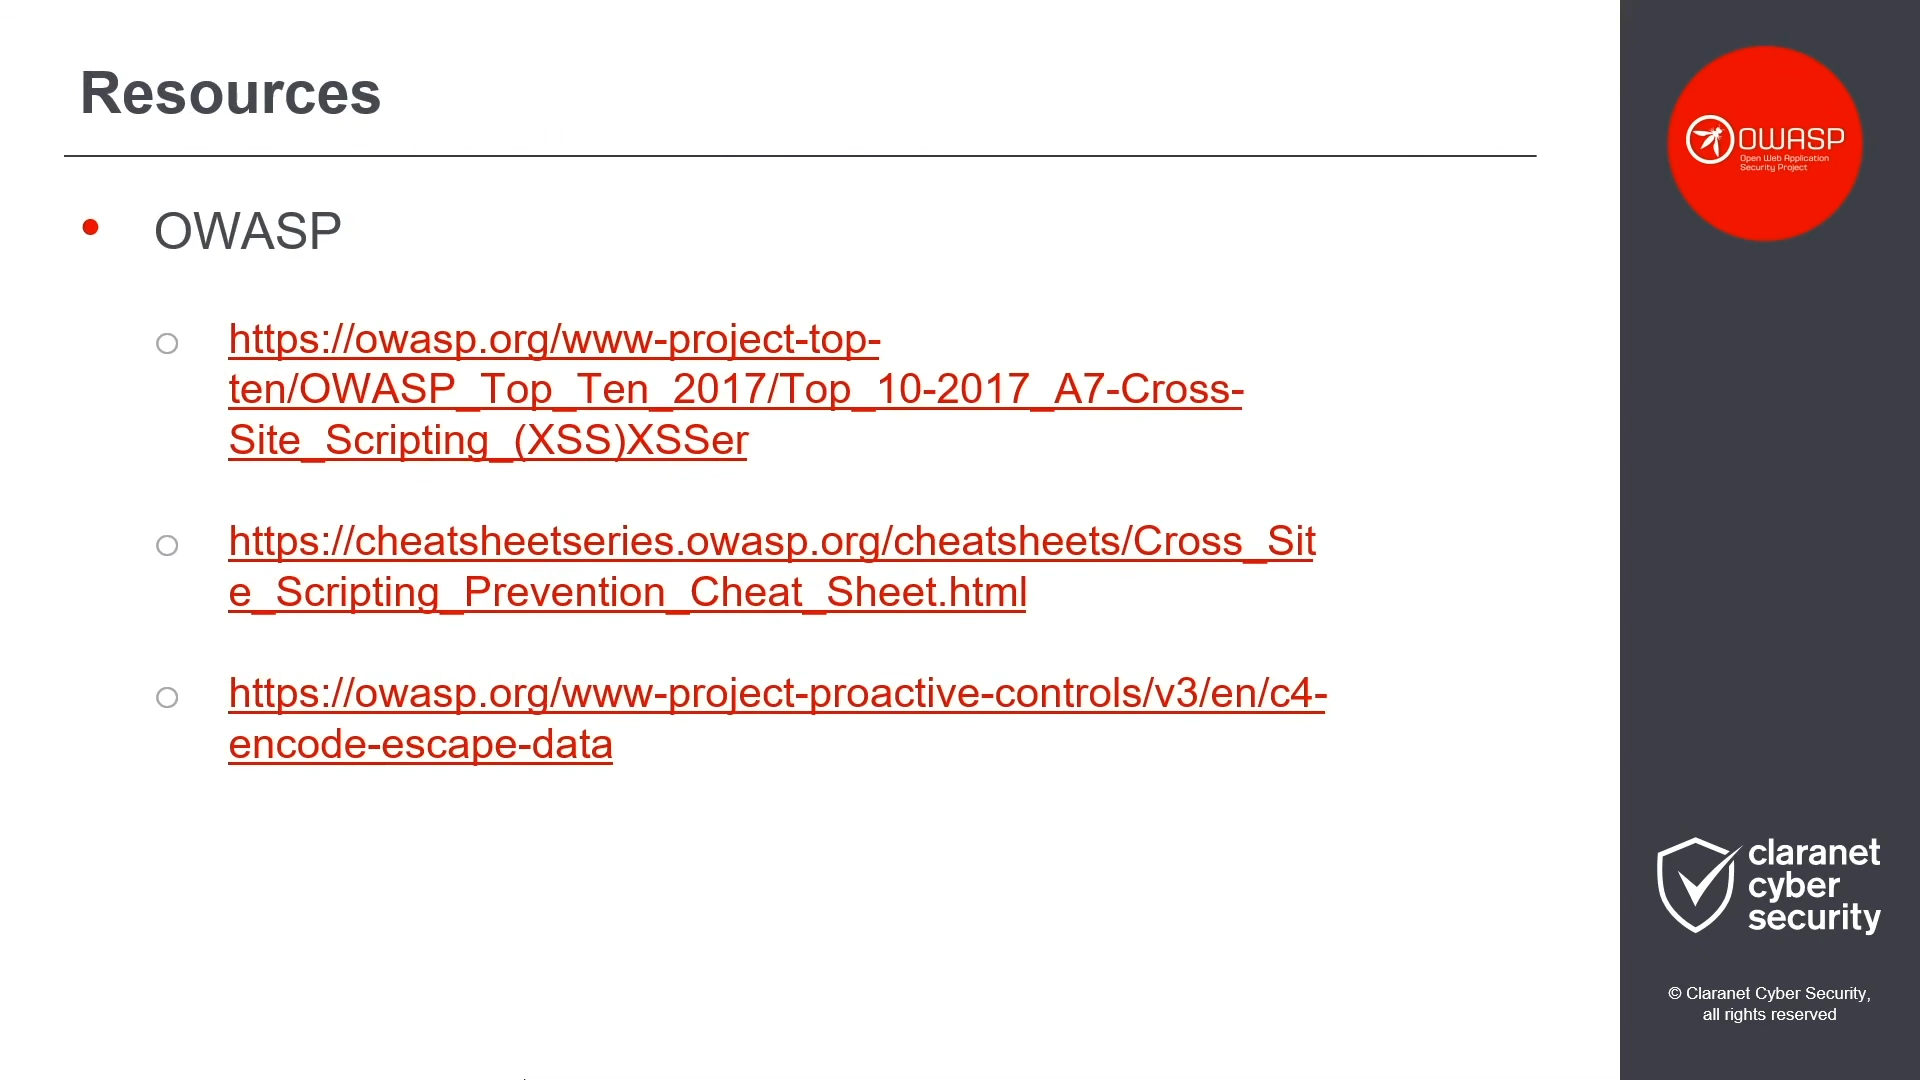 Resources
OWASP
https://owasp.org/www-project-top-
ten/OWASP_Top_Ten_2017/Top_10-2017_A7-Cross-
Site_Scripting_(XSS)XSSer
https://cheatsheetseries.owasp.org/cheatsheets/Cross_Sit
e_Scripting_Prevention_Cheat_Sheet.html
https://owasp.org/www-project-proactive-controls/v3/en/c4-
encode-escape-data
OWASP
Open Web Application
Security Project
claranet
cyber
security
© Claranet Cyber Security,
all rights reserved